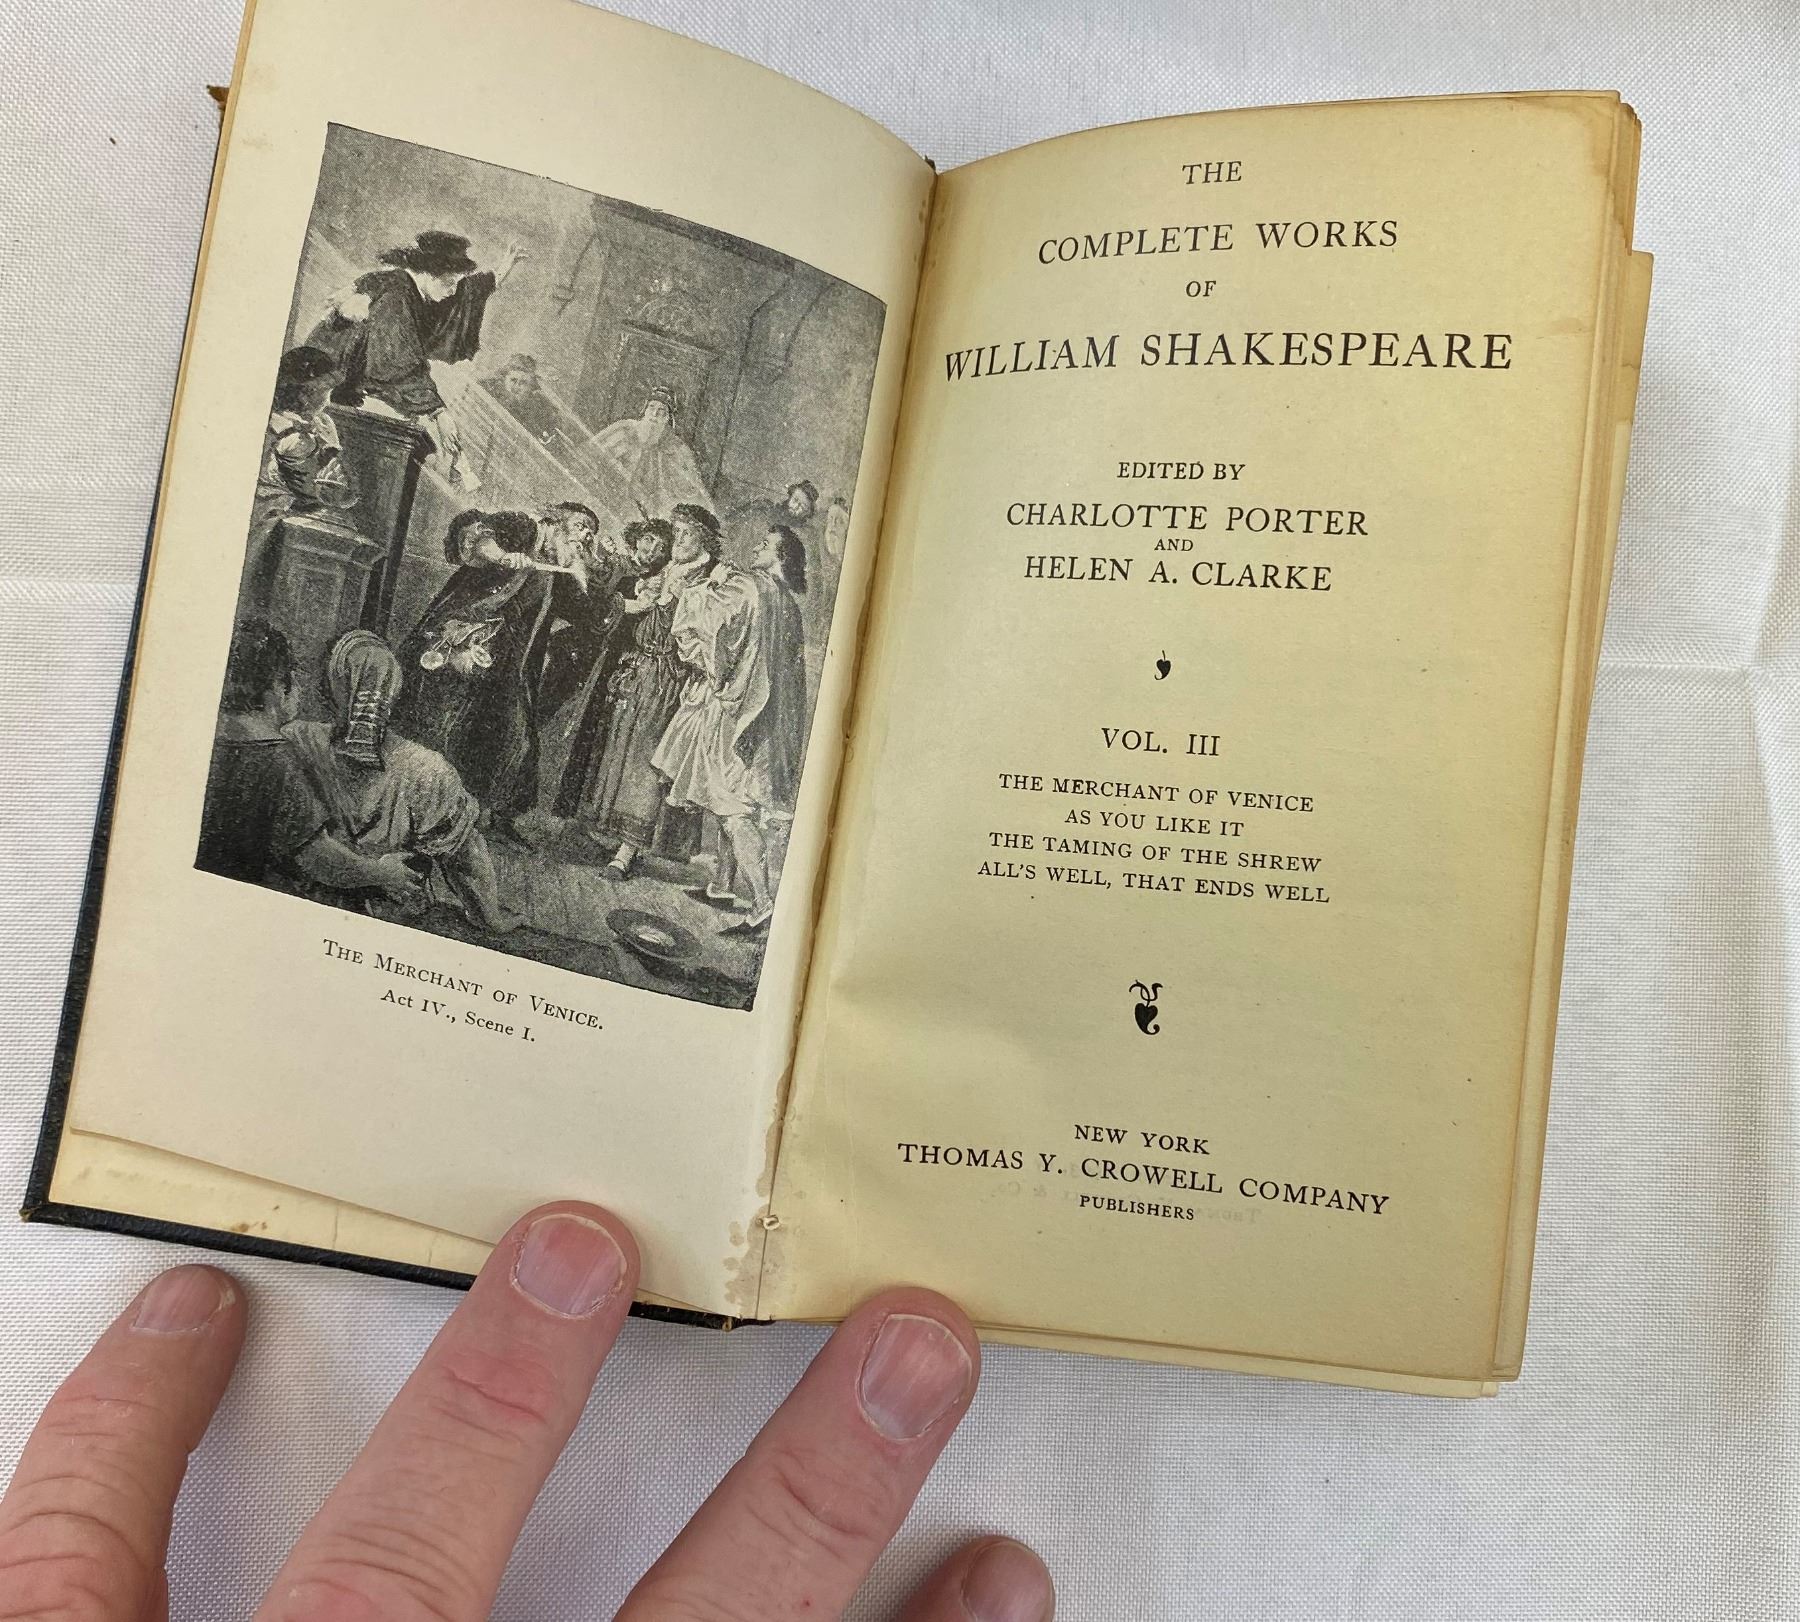 THE MERCHANT OF VENICE.
Act IV., Scene I.
THE
COMPLETE WORKS
OF
WILLIAM SHAKESPEARE
EDITED BY
CHARLOTTE PORTER
AND
HELEN A. CLARKE
VOL. III
THE MERCHANT OF VENICE
AS YOU LIKE IT
THE TAMING OF THE SHREW
ALL'S WELL, THAT ENDS WELL
NEW YORK
THOMAS Y. CROWELL COMPANY
PUBLISHERS